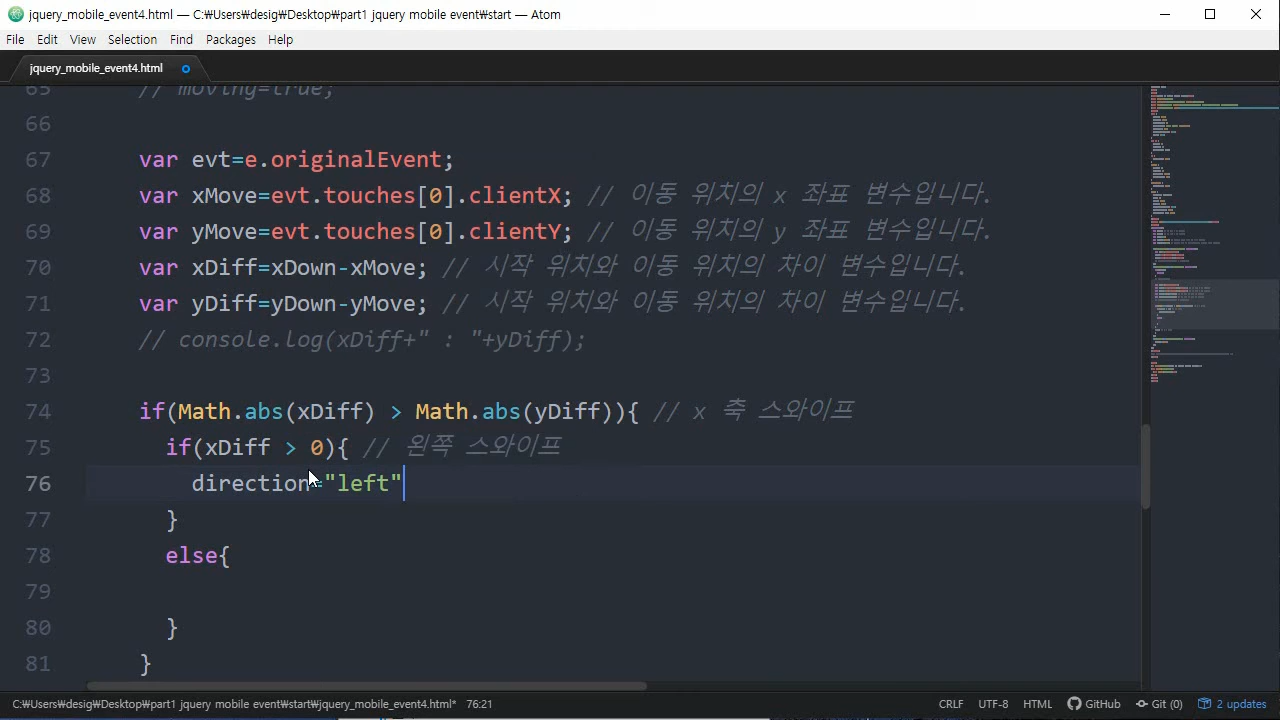 jquery_mobile_event4.html — C:₩Users₩desig₩Desktop₩part1 jquery mobile event₩start — Atom
File Edit View Selection Find Packages Help
jquery_mobile_event4.html
65 // moving=true;
66
67 var evt=e.originalEvent;
68 var xMove=evt.touches[0].clientX; // 이동 위치의 x 좌표 변수입니다.
69 var yMove=evt.touches[0].clientY; // 이동 위치의 y 좌표 변수입니다.
70 var xDiff=xDown-xMove; // 시작 위치와 이동 위치의 차이 변수입니다.
71 var yDiff=yDown-yMove; // 시작 위치와 이동 위치의 차이 변수입니다.
72 // console.log(xDiff+" : "+yDiff);
73
74 if(Math.abs(xDiff) > Math.abs(yDiff)){ // x 축 스와이프
75 if(xDiff > 0){ // 왼쪽 스와이프
76 direction="left"
77 }
78 else{
79
80 }
81 }
C:₩Users₩desig₩Desktop₩part1 jquery mobile event₩start₩jquery_mobile_event4.html* 76:21 CRLF UTF-8 HTML GitHub Git (0) 2 updates